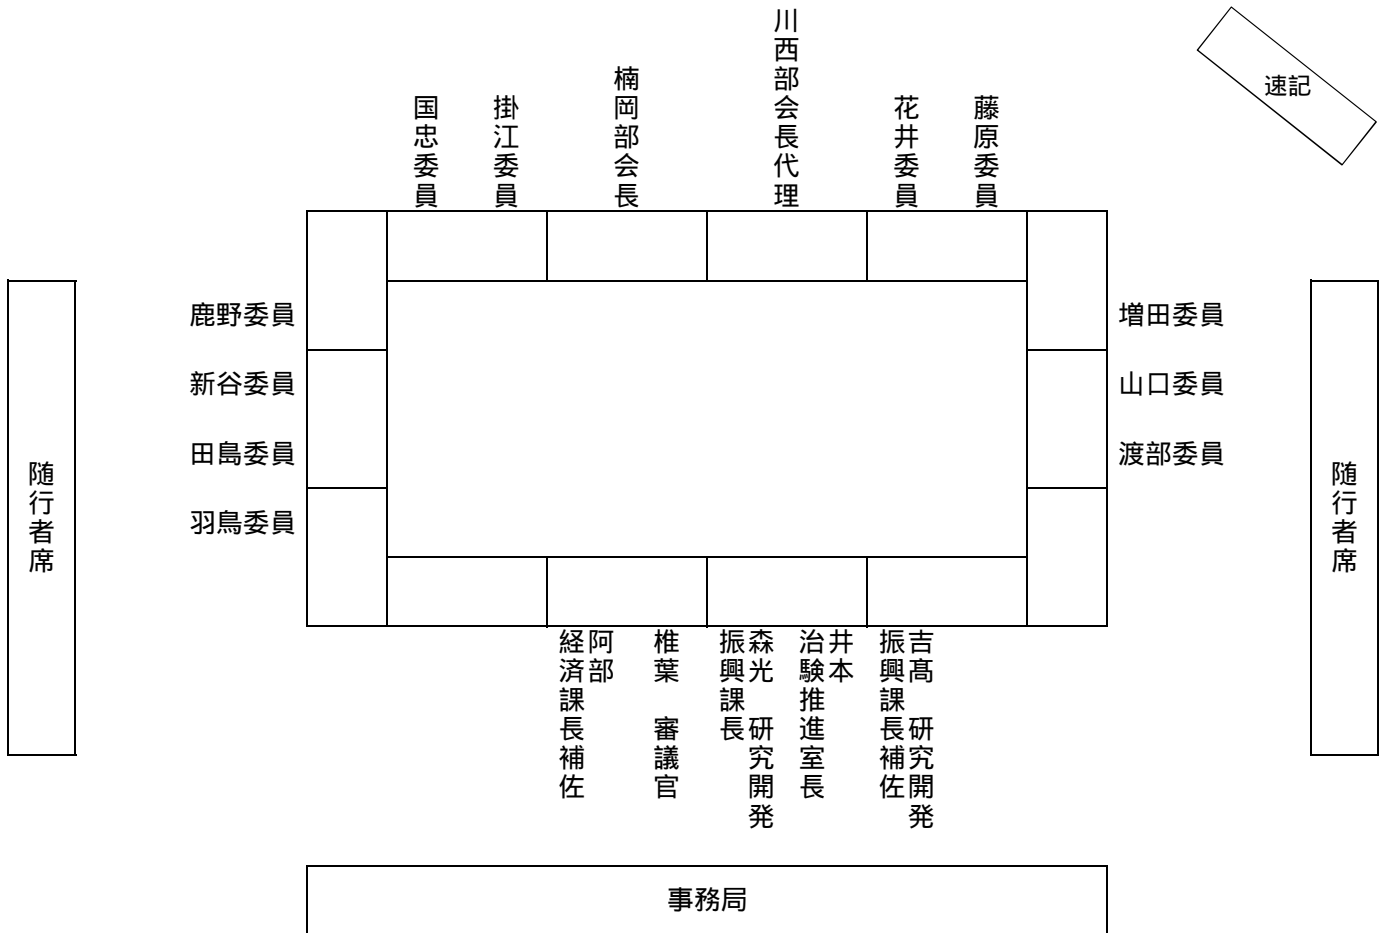 速記
国忠委員
掛江委員
楠岡部会長
川西部会長代理
花井委員
藤原委員
鹿野委員
新谷委員
田島委員
羽鳥委員
増田委員
山口委員
渡部委員
随行者席
随行者席
阿部
経済課長補佐
椎葉　審議官
森光　研究開発
振興課長
井本
治験推進室長
吉髙　研究開発
振興課長補佐
事務局